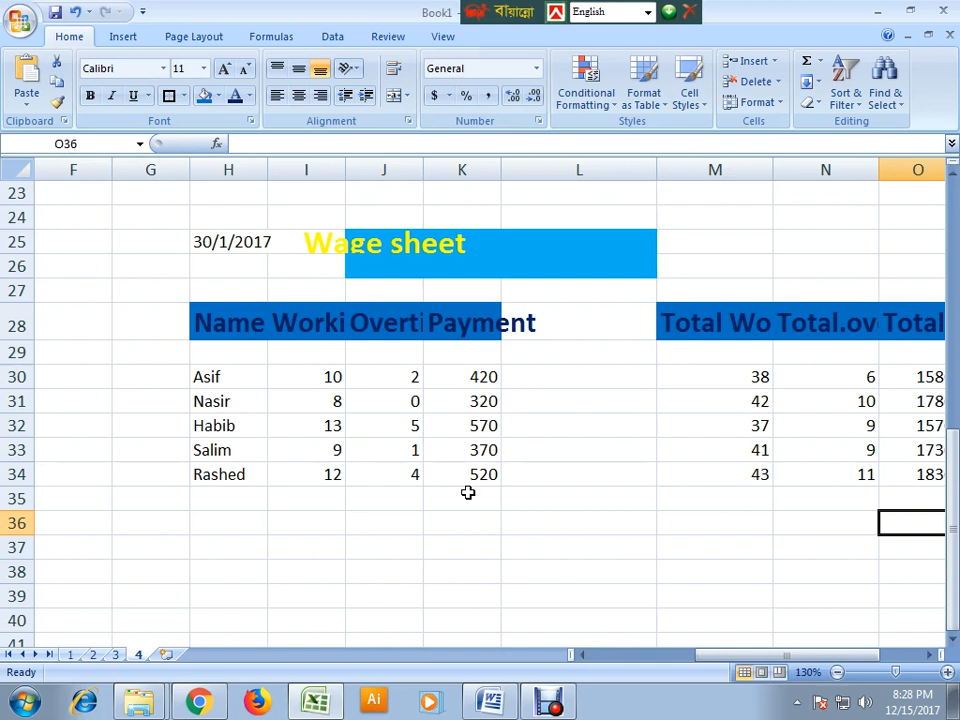 Book1 -
বায়ান্নো
English
Home Insert Page Layout Formulas Data Review View
Calibri 11 General
Paste
B I U
$ % ,
Conditional Formatting
Format as Table
Cell Styles
Insert
Delete
Format
Sort & Filter
Find & Select
Clipboard Font Alignment Number Styles Cells Editing
O36 fx
F G H I J K L M N O
23
24
25 30/1/2017 Wage sheet
26
27
28 Name Worki Overti Payment Total Wo Total.ov Total
29
30 Asif 10 2 420 38 6 158
31 Nasir 8 0 320 42 10 178
32 Habib 13 5 570 37 9 157
33 Salim 9 1 370 41 9 173
34 Rashed 12 4 520 43 11 183
35
36
37
38
39
40
41
1 2 3 4
Ready 130%
Ai
8:28 PM
12/15/2017